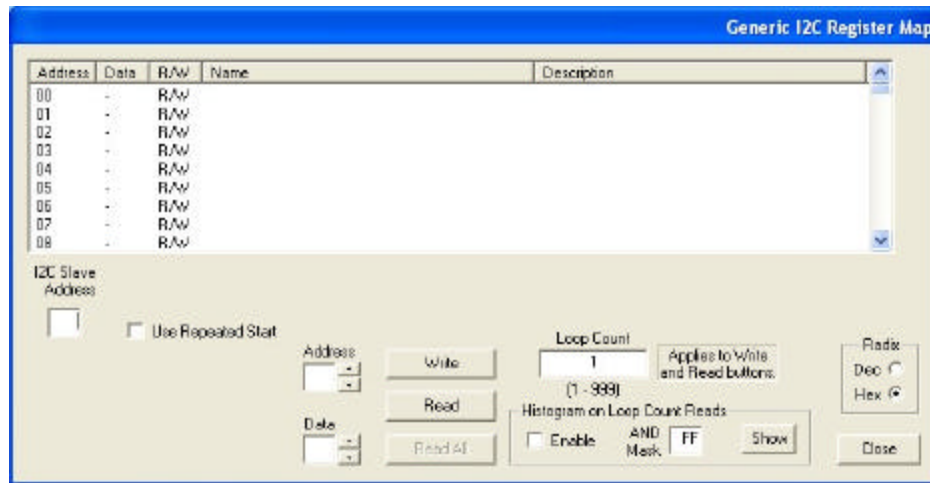 Generic I2C Register Map
Address Data R/W Name Description
00 - R/W
01 - R/W
02 - R/W
03 - R/W
04 - R/W
05 - R/W
06 - R/W
07 - R/W
08 - R/W
I2C Slave
Address
Use Repeated Start
Address
Write
Loop Count
1
(1 - 999)
Applies to Write
and Read buttons.
Radix
Dec
Hex
Data
Read
Read All
Histogram on Loop Count Reads
Enable
AND
Mask
FF
Show
Close